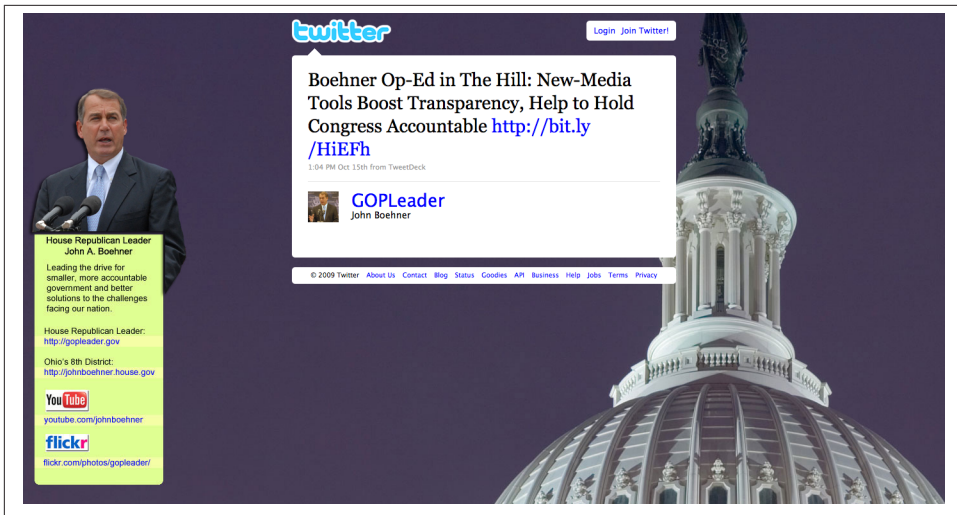 twitter
Login Join Twitter!
Boehner Op-Ed in The Hill: New-Media
Tools Boost Transparency, Help to Hold
Congress Accountable http://bit.ly
/HiEFh
1:04 PM Oct 15th from TweetDeck
GOPLeader
John Boehner
© 2009 Twitter About Us Contact Blog Status Goodies API Business Help Jobs Terms Privacy
House Republican Leader
John A. Boehner
Leading the drive for
smaller, more accountable
government and better
solutions to the challenges
facing our nation.
House Republican Leader:
http://gopleader.gov
Ohio's 8th District:
http://johnboehner.house.gov
YouTube
youtube.com/johnboehner
flickr
flickr.com/photos/gopleader/